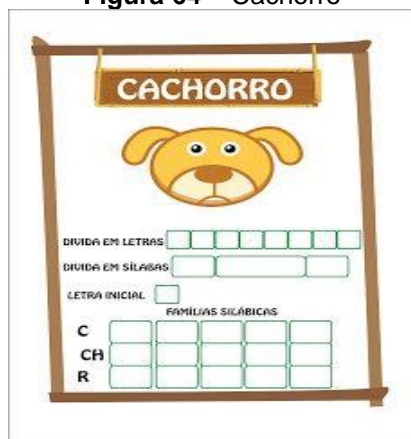 Figura 04 – Cachorro
CACHORRO
DIVIDA EM LETRAS
DIVIDA EM SÍLABAS
LETRA INICIAL
FAMÍLIAS SILÁBICAS
C
CH
R